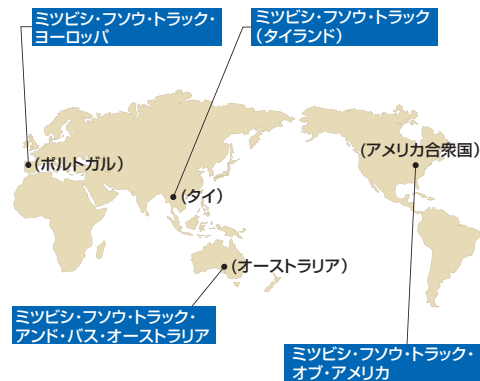 ミツビシ・フソウ・トラック・
ヨーロッパ
ミツビシ・フソウ・トラック
（タイランド）
(ポルトガル）
(タイ）
(アメリカ合衆国）
(オーストラリア）
ミツビシ・フソウ・トラック・
アンド・バス・オーストラリア
ミツビシ・フソウ・トラック・
オブ・アメリカ